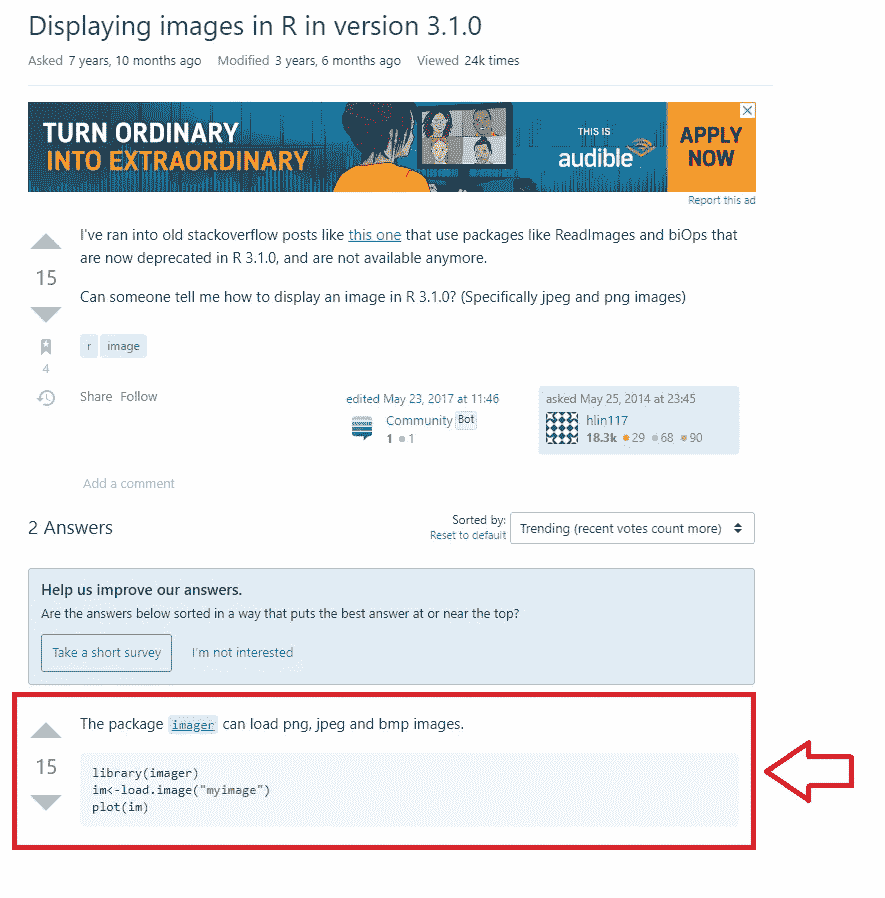 Displaying images in R in version 3.1.0
Asked 7 years, 10 months ago Modified 3 years, 6 months ago Viewed 24k times
TURN ORDINARY
INTO EXTRAORDINARY
THIS IS
audible
APPLY
NOW
Report this ad
I've ran into old stackoverflow posts like this one that use packages like ReadImages and biOps that
are now deprecated in R 3.1.0, and are not available anymore.
15
Can someone tell me how to display an image in R 3.1.0? (Specifically jpeg and png images)
r image
4
Share Follow
edited May 23, 2017 at 11:46
Community Bot
1 1
asked May 25, 2014 at 23:45
hlin117
18.3k 29 68 90
Add a comment
2 Answers
Sorted by:
Reset to default
Trending (recent votes count more)
Help us improve our answers.
Are the answers below sorted in a way that puts the best answer at or near the top?
Take a short survey I'm not interested
The package imager can load png, jpeg and bmp images.
15
library(imager)
im<-load.image("myimage")
plot(im)